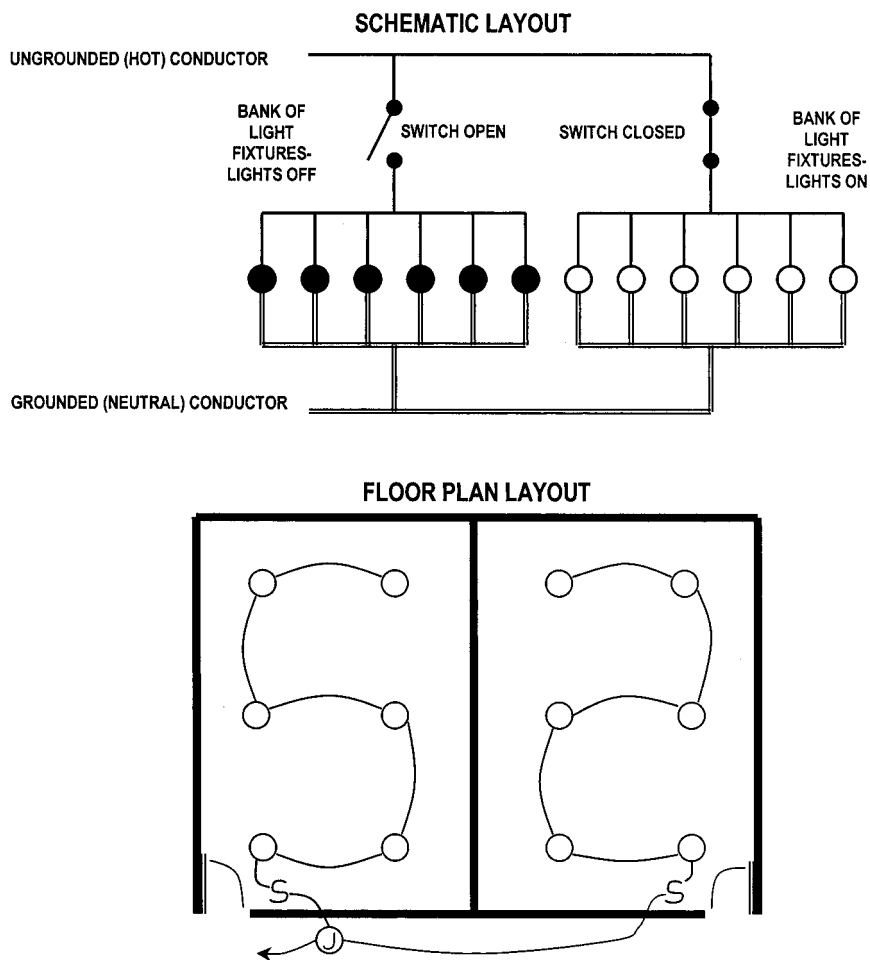 SCHEMATIC LAYOUT
UNGROUNDED (HOT) CONDUCTOR
BANK OF
LIGHT
FIXTURES-
LIGHTS OFF
SWITCH OPEN
SWITCH CLOSED
BANK OF
LIGHT
FIXTURES-
LIGHTS ON
GROUNDED (NEUTRAL) CONDUCTOR
FLOOR PLAN LAYOUT
S
S
J